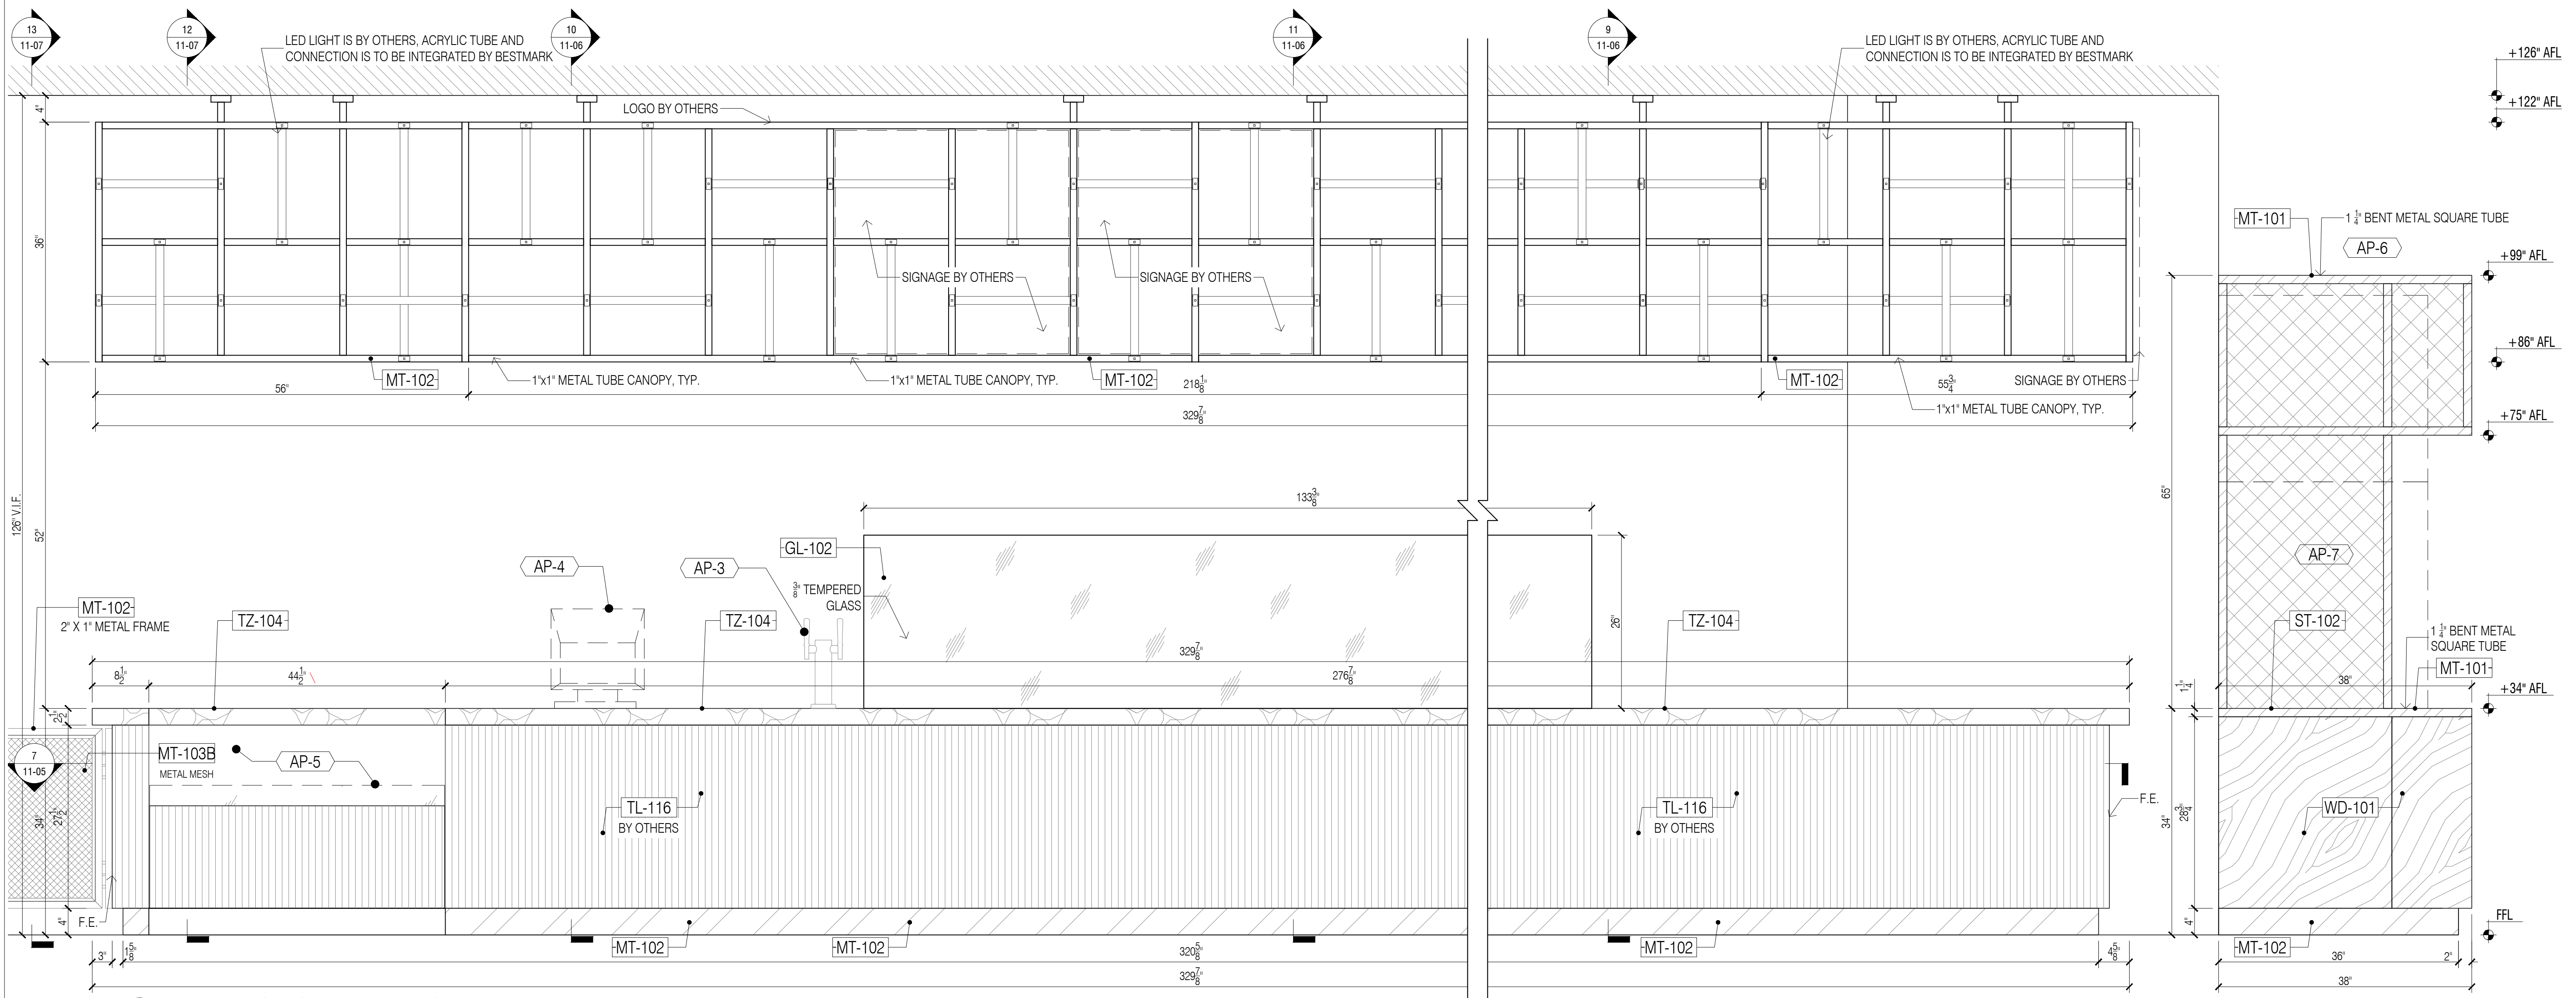 13
11-07
12
11-07
10
11-06
11
11-06
9
11-06
LED LIGHT IS BY OTHERS, ACRYLIC TUBE AND
CONNECTION IS TO BE INTEGRATED BY BESTMARK
LED LIGHT IS BY OTHERS, ACRYLIC TUBE AND
CONNECTION IS TO BE INTEGRATED BY BESTMARK
+126" AFL
+122" AFL
4"
LOGO BY OTHERS
36"
SIGNAGE BY OTHERS
SIGNAGE BY OTHERS
MT-101
1 1/4" BENT METAL SQUARE TUBE
AP-6
+99" AFL
+86" AFL
MT-102
1"x1" METAL TUBE CANOPY, TYP.
1"x1" METAL TUBE CANOPY, TYP.
MT-102
MT-102
SIGNAGE BY OTHERS
56"
218 1/8"
55 3/4"
1"x1" METAL TUBE CANOPY, TYP.
329 7/8"
+75" AFL
126" V.I.F.
52"
133 3/8"
65"
GL-102
AP-4
AP-3
3/8" TEMPERED
GLASS
AP-7
MT-102
2" X 1" METAL FRAME
TZ-104
TZ-104
26"
TZ-104
ST-102
1 1/4" BENT METAL
SQUARE TUBE
MT-101
329 7/8"
8 1/2"
44 1/2"
276 7/8"
38"
1 1/4"
+34" AFL
2 1/2"
7
11-05
MT-103B
METAL MESH
AP-5
34"
27 1/2"
TL-116
BY OTHERS
TL-116
BY OTHERS
F.E.
34"
28 3/4"
WD-101
F.E.
4"
4"
FFL
MT-102
MT-102
MT-102
MT-102
3"
1 5/8"
320 5/8"
4 5/8"
36"
2"
329 7/8"
38"